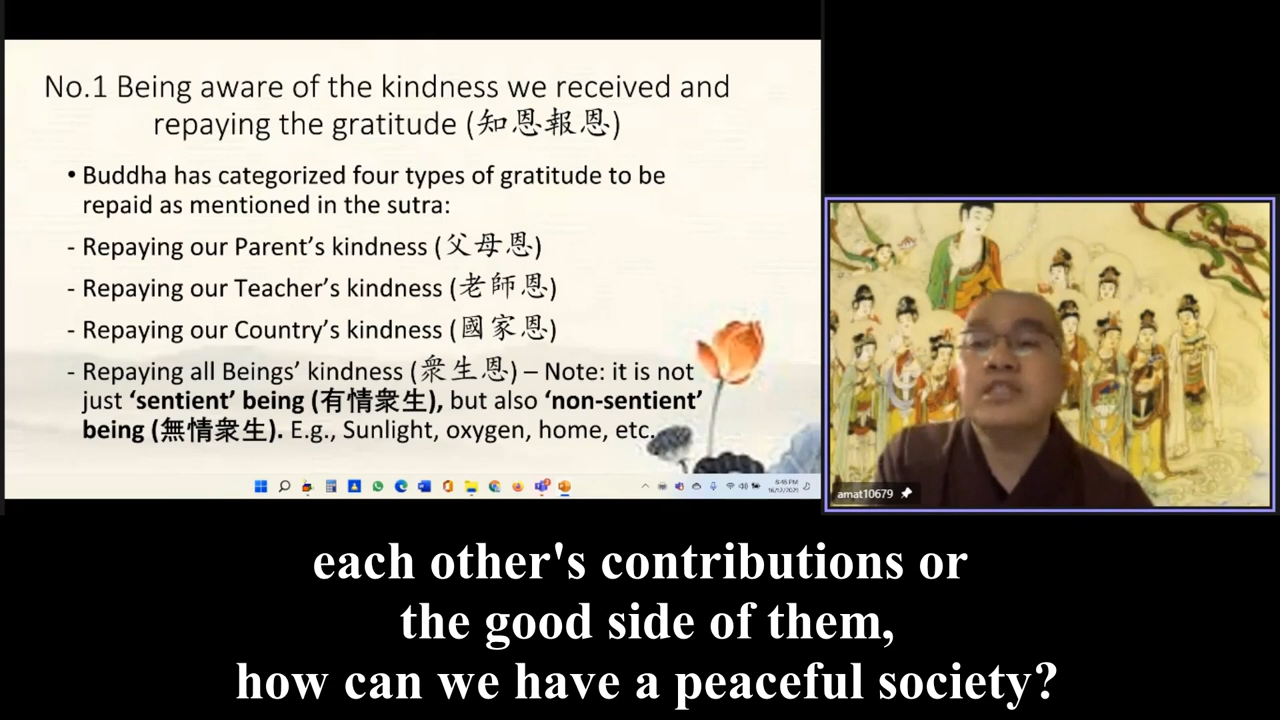 No.1 Being aware of the kindness we received and
repaying the gratitude (知恩報恩)
• Buddha has categorized four types of gratitude to be
repaid as mentioned in the sutra:
- Repaying our Parent’s kindness (父母恩)
- Repaying our Teacher’s kindness (老師恩)
- Repaying our Country’s kindness (國家恩)
- Repaying all Beings’ kindness (衆生恩) – Note: it is not
just ‘sentient’ being (有情衆生), but also ‘non-sentient’
being (無情衆生). E.g., Sunlight, oxygen, home, etc.
amat10679
each other's contributions or
the good side of them,
how can we have a peaceful society?